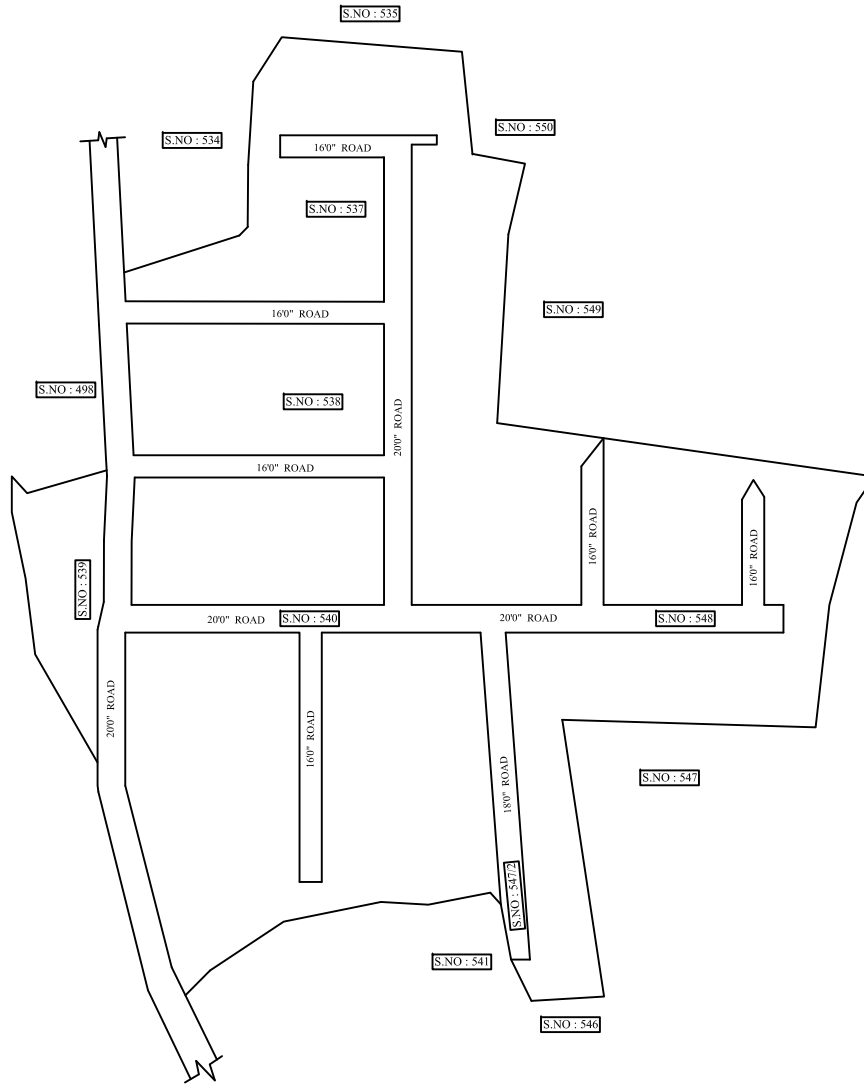 S.NO : 535
S.NO : 550
S.NO : 534
16'0" ROAD
S.NO : 537
S.NO : 549
16'0" ROAD
S.NO : 498
S.NO : 538
20'0" ROAD
16'0" ROAD
16'0" ROAD
16'0" ROAD
S.NO : 539
20'0" ROAD
S.NO : 540
20'0" ROAD
S.NO : 548
20'0" ROAD
16'0" ROAD
18'0" ROAD
S.NO : 547
S.NO : 547/2
S.NO : 541
S.NO : 546